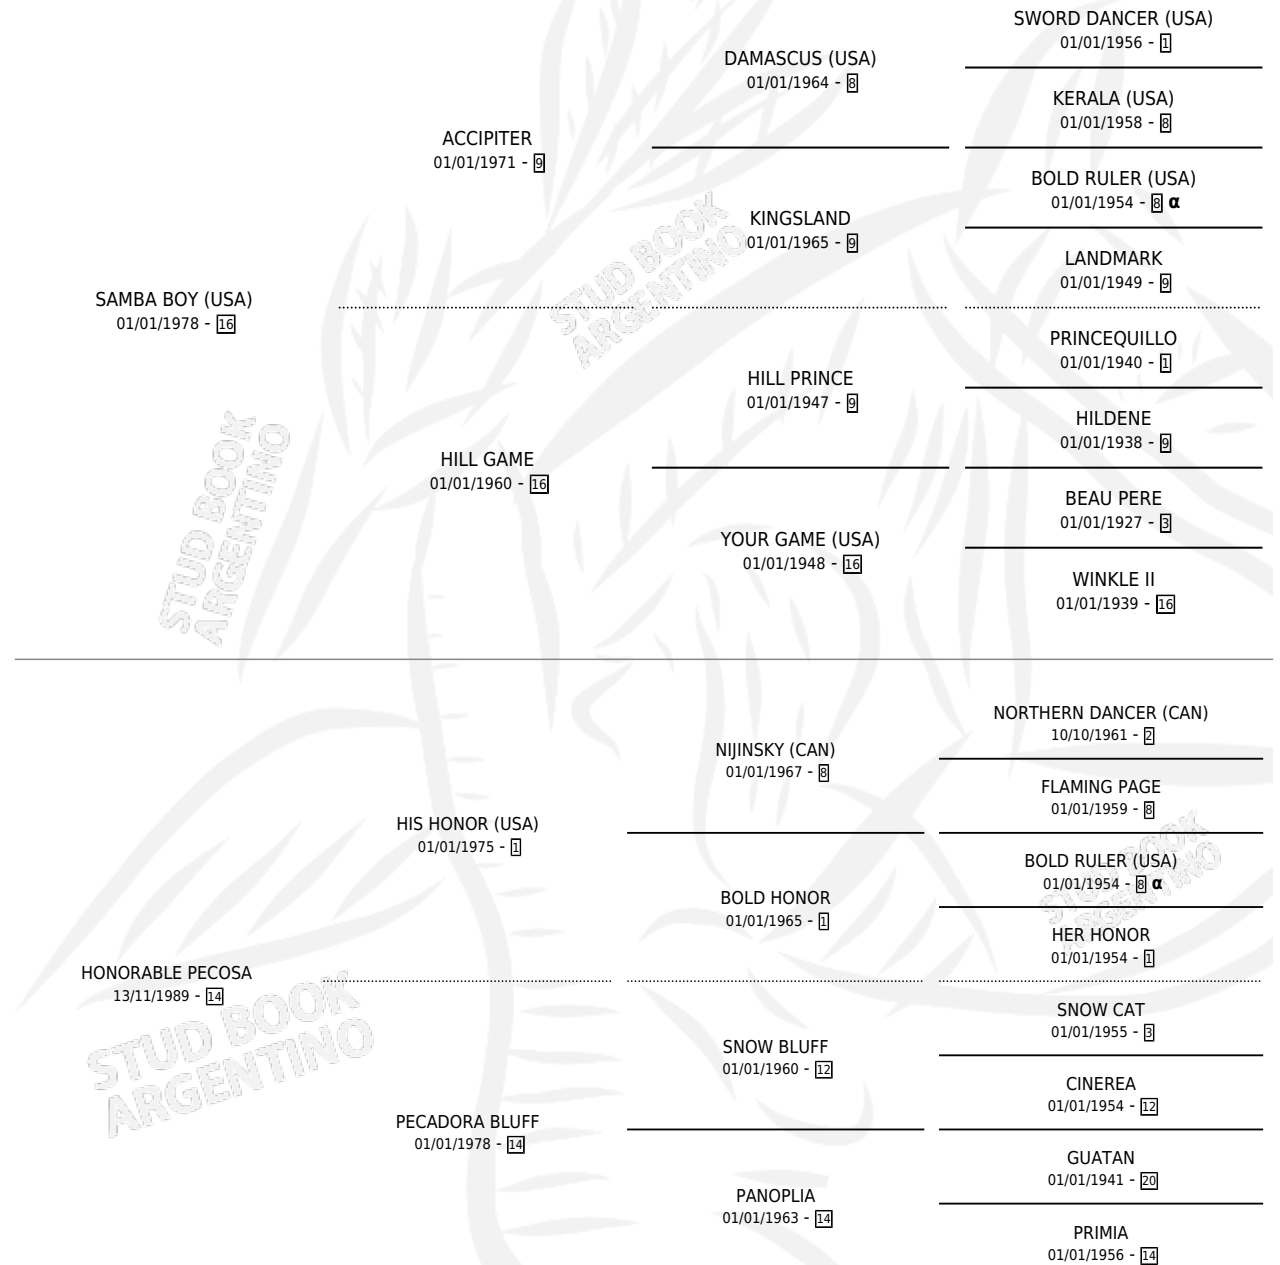 SAMBA BOY (USA)
01/01/1978 - 16
ACCIPITER
01/01/1971 - 9
DAMASCUS (USA)
01/01/1964 - 8
SWORD DANCER (USA)
01/01/1956 - 1
KERALA (USA)
01/01/1958 - 8
KINGSLAND
01/01/1965 - 9
BOLD RULER (USA)
01/01/1954 - 8 α
LANDMARK
01/01/1949 - 9
HILL GAME
01/01/1960 - 16
HILL PRINCE
01/01/1947 - 9
PRINCEQUILLO
01/01/1940 - 1
HILDENE
01/01/1938 - 9
YOUR GAME (USA)
01/01/1948 - 16
BEAU PERE
01/01/1927 - 3
WINKLE II
01/01/1939 - 16
HONORABLE PECOSA
13/11/1989 - 14
HIS HONOR (USA)
01/01/1975 - 1
NIJINSKY (CAN)
01/01/1967 - 8
NORTHERN DANCER (CAN)
10/10/1961 - 2
FLAMING PAGE
01/01/1959 - 8
BOLD HONOR
01/01/1965 - 1
BOLD RULER (USA)
01/01/1954 - 8 α
HER HONOR
01/01/1954 - 1
PECADORA BLUFF
01/01/1978 - 14
SNOW BLUFF
01/01/1960 - 12
SNOW CAT
01/01/1955 - 3
CINEREA
01/01/1954 - 12
PANOPLIA
01/01/1963 - 14
GUATAN
01/01/1941 - 20
PRIMIA
01/01/1956 - 14
STUD BOOK
ARGENTINO
STUD BOOK
ARGENTINO
STUD BOOK
ARGENTINO
STUD BOOK
ARGENTINO